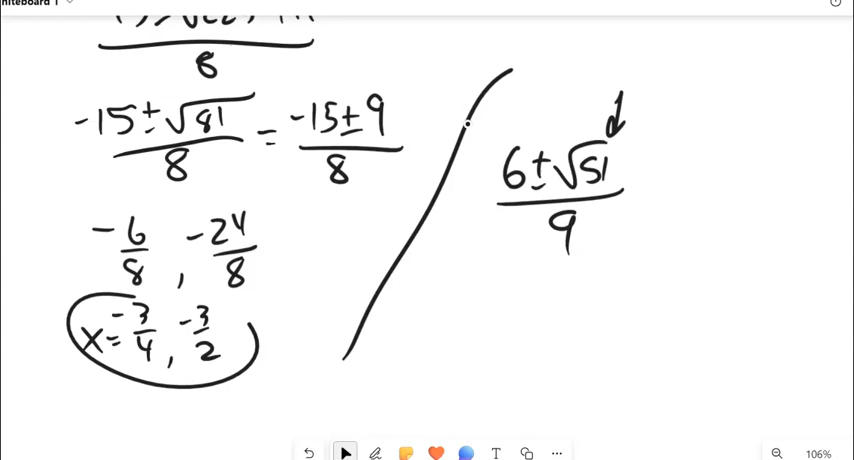 niteboard 1
8
-15 ± √81 / 8 = -15 ± 9 / 8
-6/8 , -24/8
x = -3/4 , -3/2
6 ± √51 / 9
T
106%